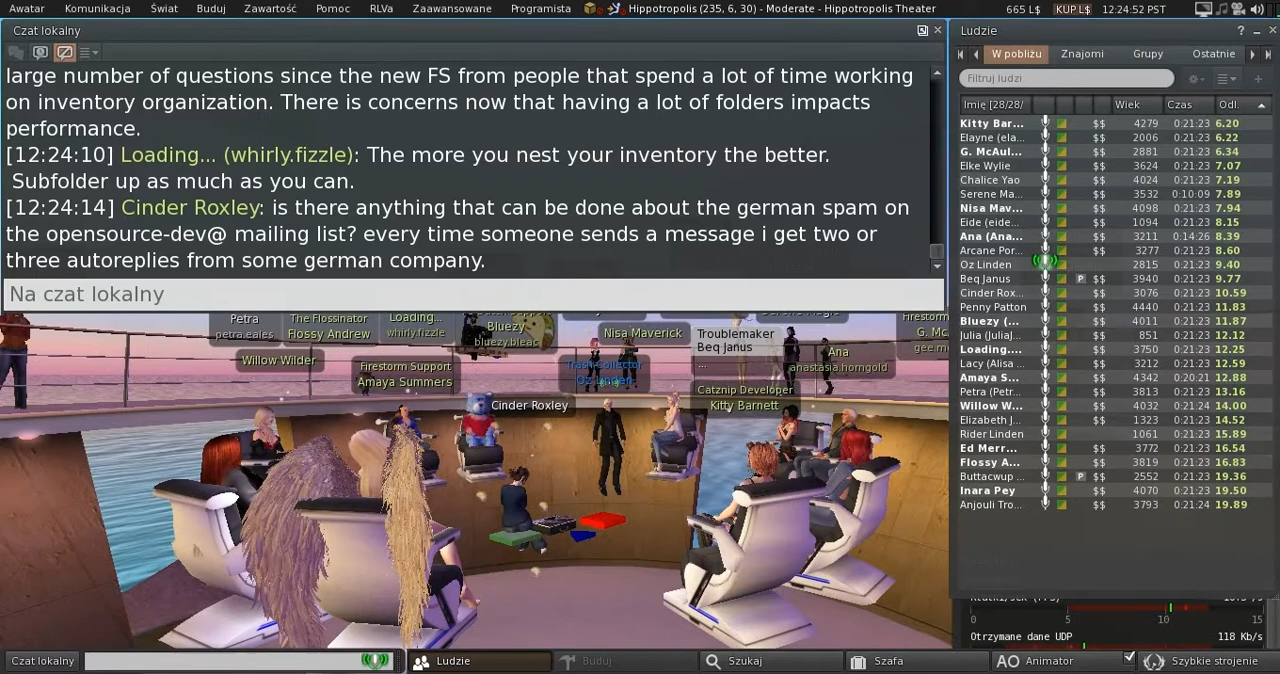 Awatar Komunikacja Świat Buduj Zawartość Pomoc RLVa Zaawansowane Programista Hippotropolis (235, 6, 30) - Moderate - Hippotropolis Theater 665 L$ KUP L$ 12:24:52 PST
Czat lokalny
large number of questions since the new FS from people that spend a lot of time working
on inventory organization. There is concerns now that having a lot of folders impacts
performance.
[12:24:10] Loading... (whirly.fizzle): The more you nest your inventory the better.
Subfolder up as much as you can.
[12:24:14] Cinder Roxley: is there anything that can be done about the german spam on
the opensource-dev@ mailing list? every time someone sends a message i get two or
three autoreplies from some german company.
Na czat lokalny
Petra
petra.eales
The Flossinator
Flossy Andrew
Loading...
whirly.fizzle
Bluezy
bluezy.bleac
Nisa Maverick
Troublemaker
Beq Janus
...
Willow Wilder
Firestorm Support
Amaya Summers
Trash Collector
Oz Linden
Ana
anastasia.horngold
Catznip Developer
Kitty Barnett
Cinder Roxley
Ludzie
W pobliżu Znajomi Grupy Ostatnie
Filtruj ludzi
Imię [28/28/ Wiek Czas Odl.
Kitty Bar... $$ 4279 0:21:23 6.20
Elayne (ela... $$ 2006 0:21:23 6.22
G. McAul... $$ 2881 0:21:23 6.34
Elke Wylie $$ 3624 0:21:23 7.07
Chalice Yao $$ 4024 0:21:23 7.19
Serene Ma... $$ 3532 0:10:09 7.89
Nisa Mav... $$ 4098 0:21:23 7.94
Eide (eide... $$ 1094 0:21:23 8.15
Ana (Ana... $$ 3211 0:14:26 8.39
Arcane Por... $$ 3277 0:21:23 8.60
Oz Linden 2815 0:21:23 9.40
Beq Janus P $$ 3940 0:21:23 9.77
Cinder Rox... $$ 3076 0:21:23 10.59
Penny Patton $$ 4440 0:21:23 11.83
Bluezy (... $$ 4011 0:21:23 11.87
Julia (JuliaJ... $$ 851 0:21:23 12.12
Loading.... $$ 3750 0:21:23 12.25
Lacy (Alisa ... $$ 3212 0:21:23 12.59
Amaya S... $$ 4342 0:20:21 12.88
Petra (Petr... $$ 3813 0:21:23 13.16
Willow W... $$ 4032 0:21:24 14.00
Elizabeth J... $$ 1323 0:21:23 14.52
Rider Linden 1061 0:21:23 15.89
Ed Merr... $$ 3772 0:21:23 16.54
Flossy A... $$ 3819 0:21:23 16.83
Buttacwup ... P $$ 2552 0:21:23 19.36
Inara Pey $$ 4070 0:21:23 19.50
Anjouli Tro... $$ 3793 0:21:24 19.89
0 5 10 15
Otrzymane dane UDP 118 Kb/s
Czat lokalny Ludzie Buduj Szukaj Szafa AO Animator Szybkie strojenie